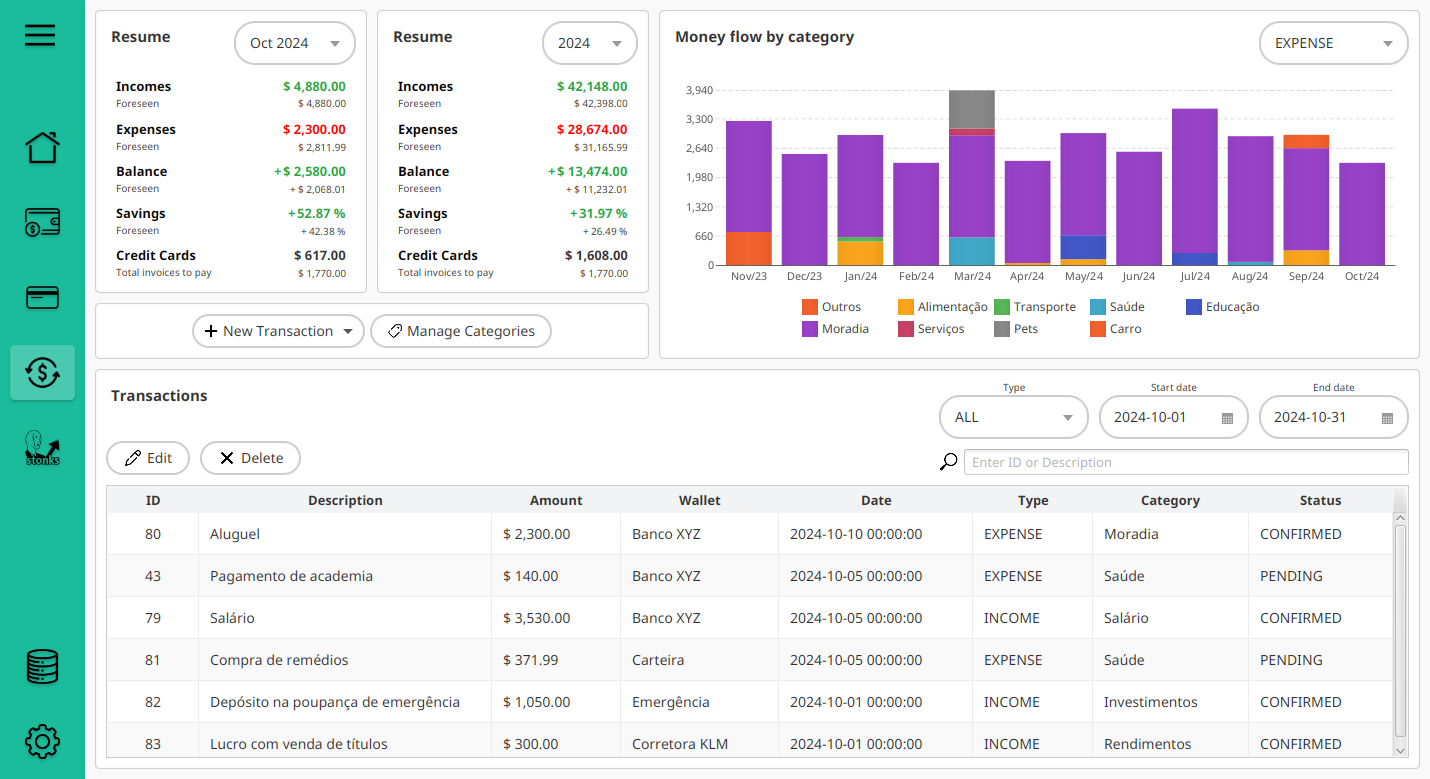 Resume
Oct 2024
Incomes $ 4,880.00
Foreseen $ 4,880.00
Expenses $ 2,300.00
Foreseen $ 2,811.99
Balance +$ 2,580.00
Foreseen + $ 2,068.01
Savings +52.87 %
Foreseen + 42.38 %
Credit Cards $ 617.00
Total invoices to pay $ 1,770.00
Resume
2024
Incomes $ 42,148.00
Foreseen $ 42,398.00
Expenses $ 28,674.00
Foreseen $ 31,165.99
Balance +$ 13,474.00
Foreseen + $ 11,232.01
Savings +31.97 %
Foreseen + 26.49 %
Credit Cards $ 1,608.00
Total invoices to pay $ 1,770.00
New Transaction
Manage Categories
Money flow by category
EXPENSE
3,940
3,300
2,640
1,980
1,320
660
0
Nov/23 Dec/23 Jan/24 Feb/24 Mar/24 Apr/24 May/24 Jun/24 Jul/24 Aug/24 Sep/24 Oct/24
Outros Alimentação Transporte Saúde Educação
Moradia Serviços Pets Carro
stonks
Transactions
Type Start date End date
ALL 2024-10-01 2024-10-31
Edit Delete
Enter ID or Description
ID Description Amount Wallet Date Type Category Status
80 Aluguel $ 2,300.00 Banco XYZ 2024-10-10 00:00:00 EXPENSE Moradia CONFIRMED
43 Pagamento de academia $ 140.00 Banco XYZ 2024-10-05 00:00:00 EXPENSE Saúde PENDING
79 Salário $ 3,530.00 Banco XYZ 2024-10-05 00:00:00 INCOME Salário CONFIRMED
81 Compra de remédios $ 371.99 Carteira 2024-10-05 00:00:00 EXPENSE Saúde PENDING
82 Depósito na poupança de emergência $ 1,050.00 Emergência 2024-10-01 00:00:00 INCOME Investimentos CONFIRMED
83 Lucro com venda de títulos $ 300.00 Corretora KLM 2024-10-01 00:00:00 INCOME Rendimentos CONFIRMED